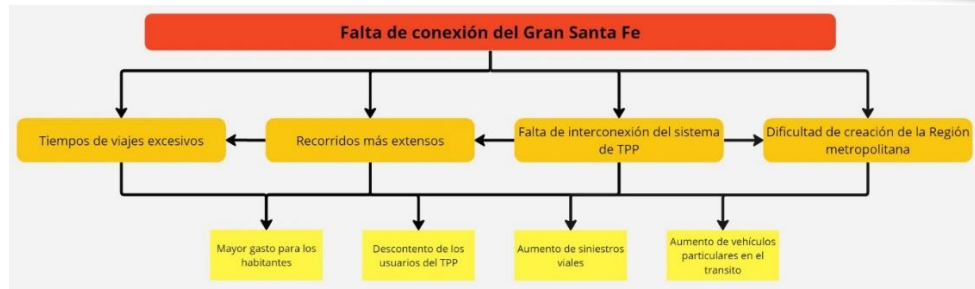 Falta de conexión del Gran Santa Fe
Tiempos de viajes excesivos
Recorridos más extensos
Falta de interconexión del sistema
de TPP
Dificultad de creación de la Región
metropolitana
Mayor gasto para los
habitantes
Descontento de los
usuarios del TPP
Aumento de siniestros
viales
Aumento de vehículos
particulares en el
transito